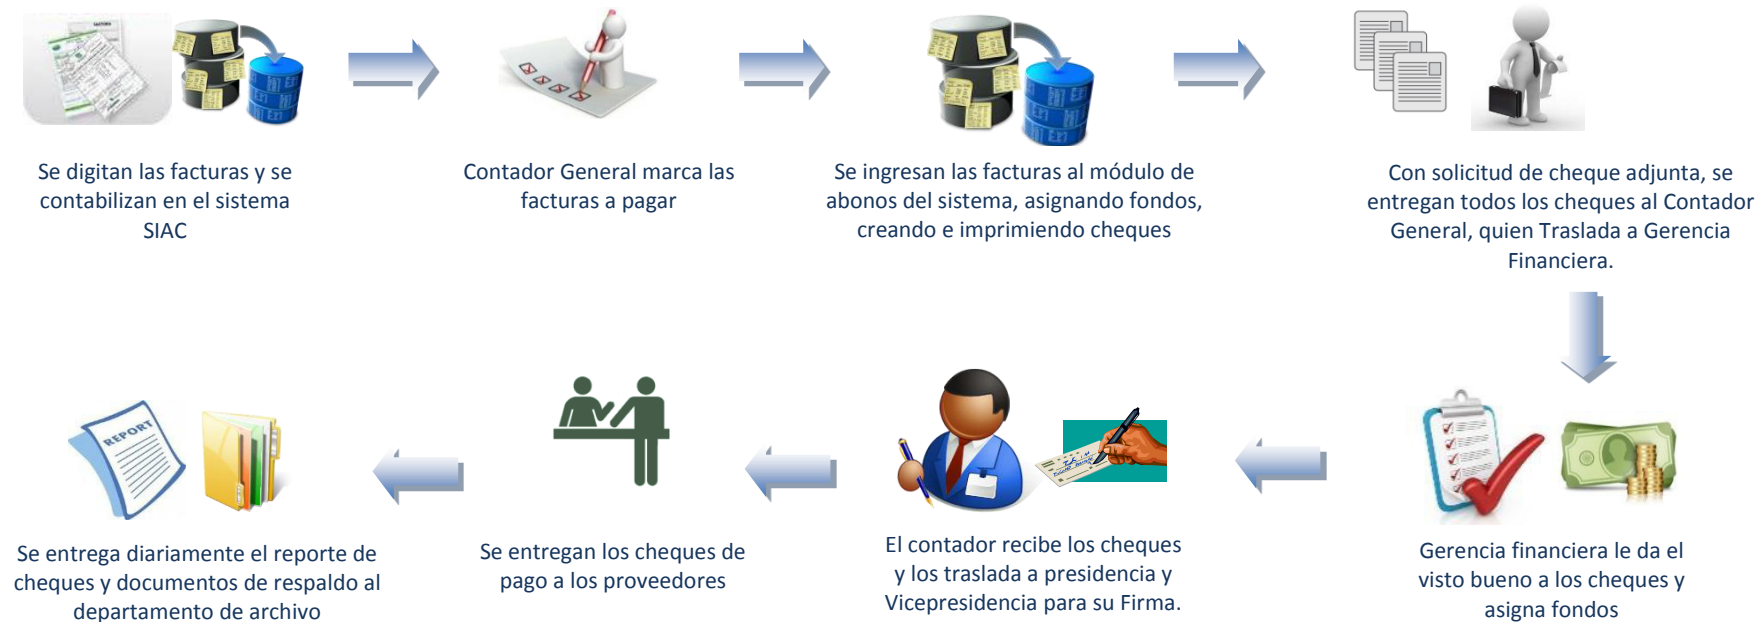 Se digitan las facturas y se
contabilizan en el sistema
SIAC
Contador General marca las
facturas a pagar
Se ingresan las facturas al módulo de
abonos del sistema, asignando fondos,
creando e imprimiendo cheques
Con solicitud de cheque adjunta, se
entregan todos los cheques al Contador
General, quien Traslada a Gerencia
Financiera.
Gerencia financiera le da el
visto bueno a los cheques y
asigna fondos
El contador recibe los cheques
y los traslada a presidencia y
Vicepresidencia para su Firma.
Se entregan los cheques de
pago a los proveedores
REPORT
Se entrega diariamente el reporte de
cheques y documentos de respaldo al
departamento de archivo